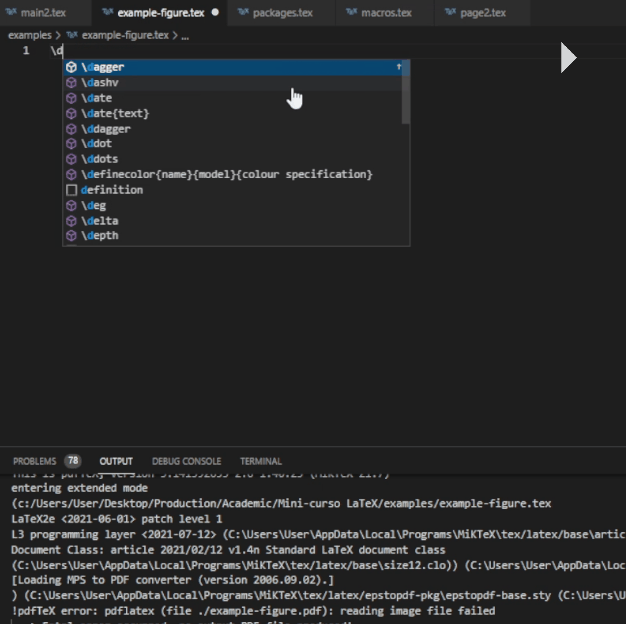 main2.tex example-figure.tex packages.tex macros.tex page2.tex
examples > example-figure.tex > ...
1 \d
\dagger
\dashv
\date
\date{text}
\ddagger
\ddot
\ddots
\definecolor{name}{model}{colour specification}
definition
\deg
\delta
\depth
PROBLEMS 78 OUTPUT DEBUG CONSOLE TERMINAL
entering extended mode
(c:/Users/User/Desktop/Production/Academic/Mini-curso LaTeX/examples/example-figure.tex
LaTeX2e <2021-06-01> patch level 1
L3 programming layer <2021-07-12> (C:\Users\User\AppData\Local\Programs\MiKTeX\tex/latex/base\artic
Document Class: article 2021/02/12 v1.4n Standard LaTeX document class
(C:\Users\User\AppData\Local\Programs\MiKTeX\tex/latex/base\size12.clo)) (C:\Users\User\AppData\Loc
[Loading MPS to PDF converter (version 2006.09.02).]
) (C:\Users\User\AppData\Local\Programs\MiKTeX\tex/latex/epstopdf-pkg\epstopdf-base.sty (C:\Users\U
!pdfTeX error: pdflatex (file ./example-figure.pdf): reading image file failed